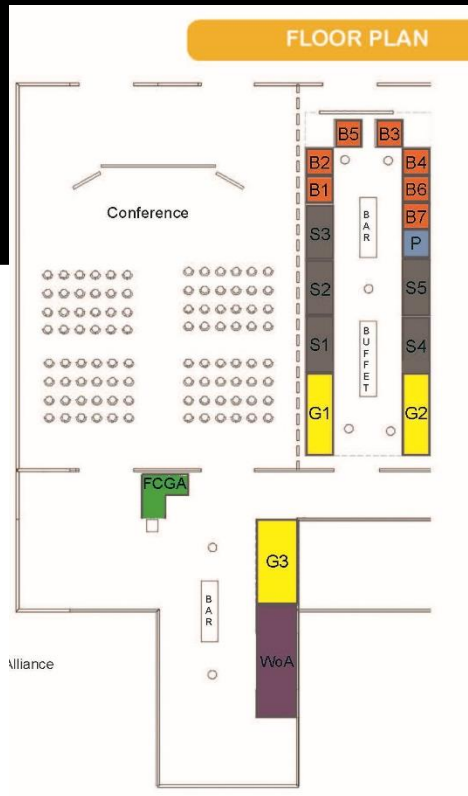 FLOOR PLAN
B5 B3
B2 B4
B1 B6
B7
Conference
BAR
S3 P
S2 S5
S1 S4
BUFFET
G1 G2
FCGA
G3
BAR
WoA
Alliance